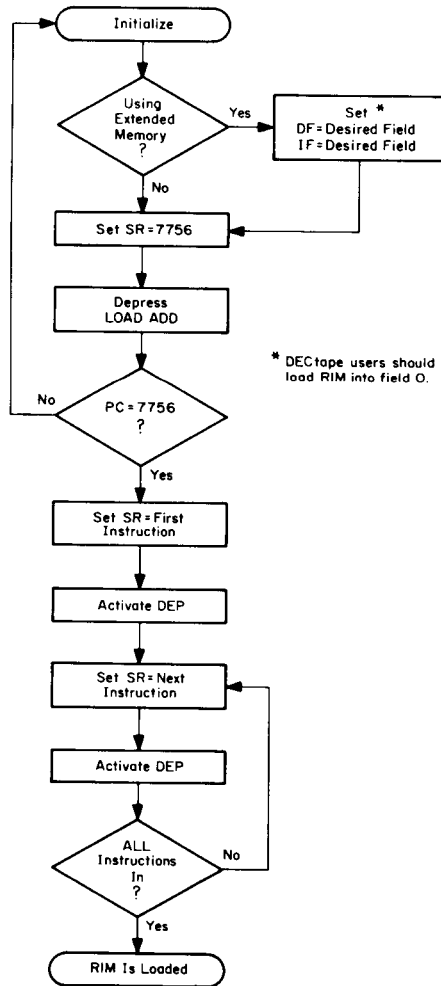 Initialize
Using
Extended
Memory
?
Yes
Set *
DF=Desired Field
IF=Desired Field
No
Set SR=7756
Depress
LOAD ADD
* DECtape users should
load RIM into field 0.
No
PC=7756
?
Yes
Set SR=First
Instruction
Activate DEP
Set SR=Next
Instruction
Activate DEP
ALL
Instructions
In
?
No
Yes
RIM Is Loaded